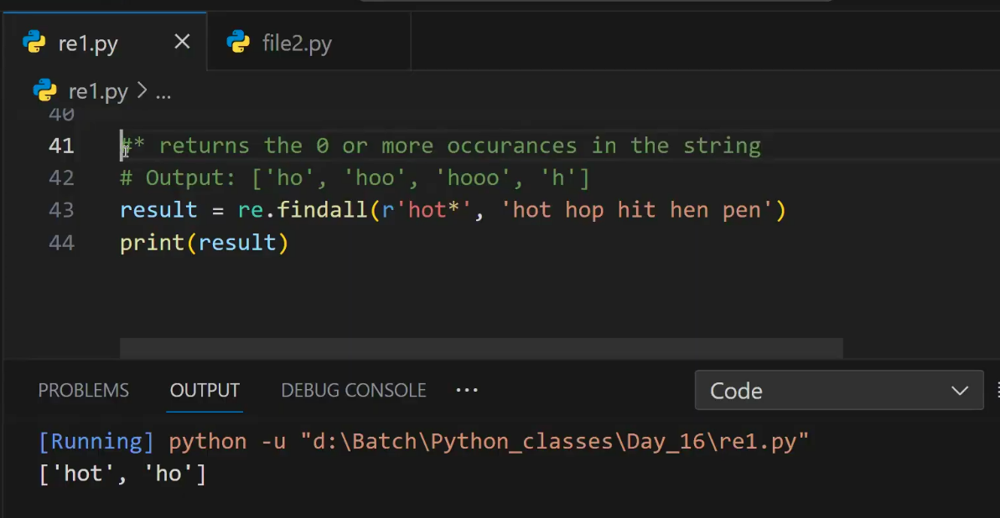 re1.py
file2.py
re1.py > ...
40
41 #* returns the 0 or more occurances in the string
42 # Output: ['ho', 'hoo', 'hooo', 'h']
43 result = re.findall(r'hot*', 'hot hop hit hen pen')
44 print(result)
PROBLEMS OUTPUT DEBUG CONSOLE ... Code
[Running] python -u "d:\Batch\Python_classes\Day_16\re1.py"
['hot', 'ho']